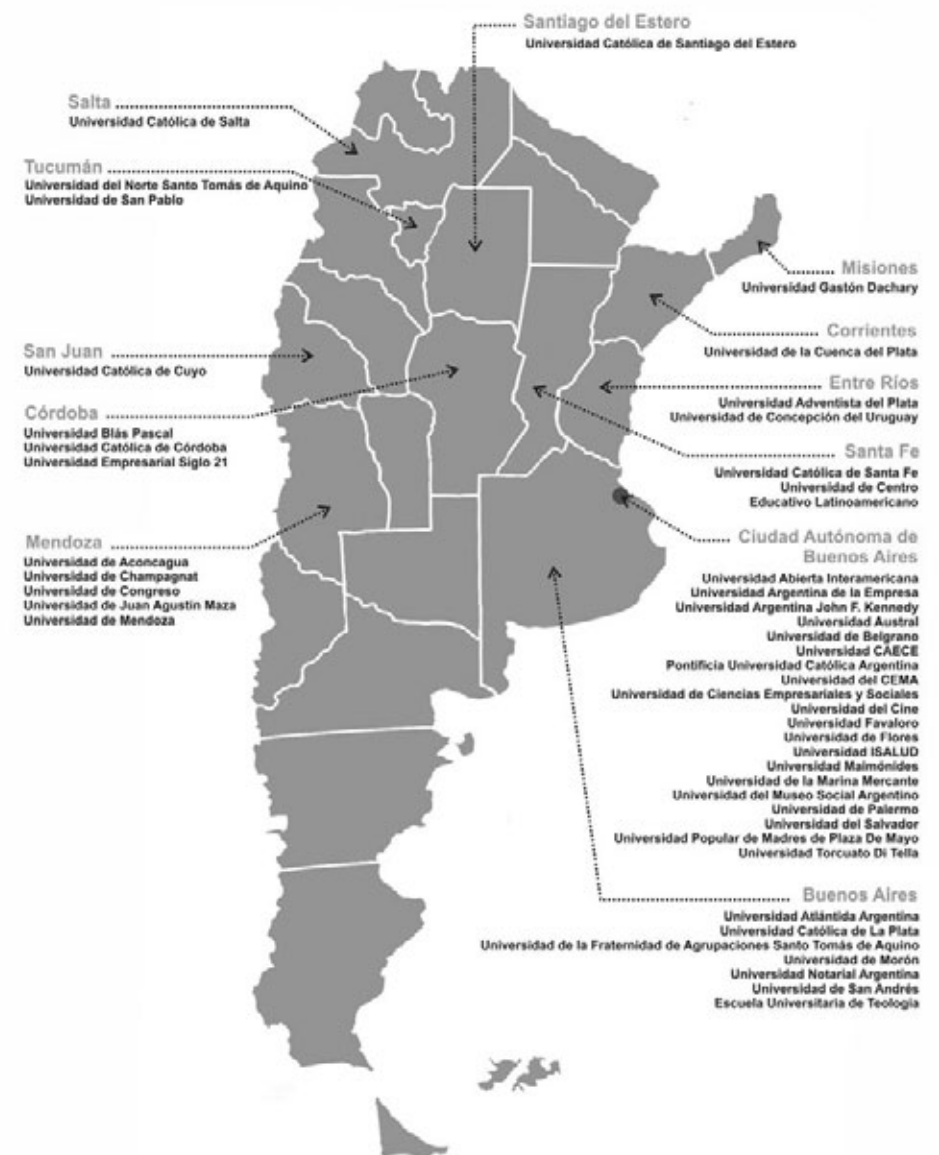 Santiago del Estero
Universidad Católica de Santiago del Estero
Salta
Universidad Católica de Salta
Tucumán
Universidad del Norte Santo Tomás de Aquino
Universidad de San Pablo
San Juan
Universidad Católica de Cuyo
Córdoba
Universidad Blás Pascal
Universidad Católica de Córdoba
Universidad Empresarial Siglo 21
Mendoza
Universidad de Aconcagua
Universidad de Champagnat
Universidad de Congreso
Universidad de Juan Agustín Maza
Universidad de Mendoza
Misiones
Universidad Gastón Dachary
Corrientes
Universidad de la Cuenca del Plata
Entre Ríos
Universidad Adventista del Plata
Universidad de Concepción del Uruguay
Santa Fe
Universidad Católica de Santa Fe
Universidad de Centro
Educativo Latinoamericano
Ciudad Autónoma de
Buenos Aires
Universidad Abierta Interamericana
Universidad Argentina de la Empresa
Universidad Argentina John F. Kennedy
Universidad Austral
Universidad de Belgrano
Universidad CAECE
Pontificia Universidad Católica Argentina
Universidad del CEMA
Universidad de Ciencias Empresariales y Sociales
Universidad del Cine
Universidad Favaloro
Universidad de Flores
Universidad ISALUD
Universidad Maimónides
Universidad de la Marina Mercante
Universidad del Museo Social Argentino
Universidad de Palermo
Universidad del Salvador
Universidad Popular de Madres de Plaza De Mayo
Universidad Torcuato Di Tella
Buenos Aires
Universidad Atlántida Argentina
Universidad Católica de La Plata
Universidad de la Fraternidad de Agrupaciones Santo Tomás de Aquino
Universidad de Morón
Universidad Notarial Argentina
Universidad de San Andrés
Escuela Universitaria de Teología